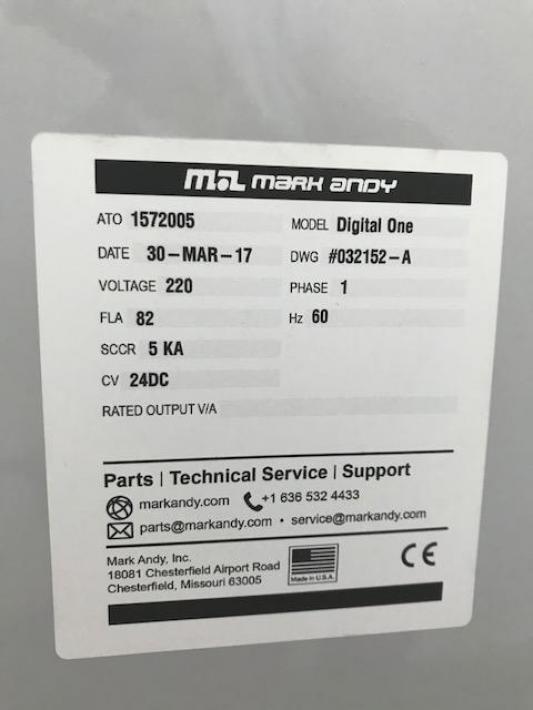 MARK ANDY
ATO 1572005 MODEL Digital One
DATE 30-MAR-17 DWG #032152-A
VOLTAGE 220 PHASE 1
FLA 82 Hz 60
SCCR 5 KA
CV 24DC
RATED OUTPUT V/A
Parts | Technical Service | Support
markandy.com +1 636 532 4433
parts@markandy.com • service@markandy.com
Mark Andy, Inc.
18081 Chesterfield Airport Road
Chesterfield, Missouri 63005
Made in U.S.A.
CE